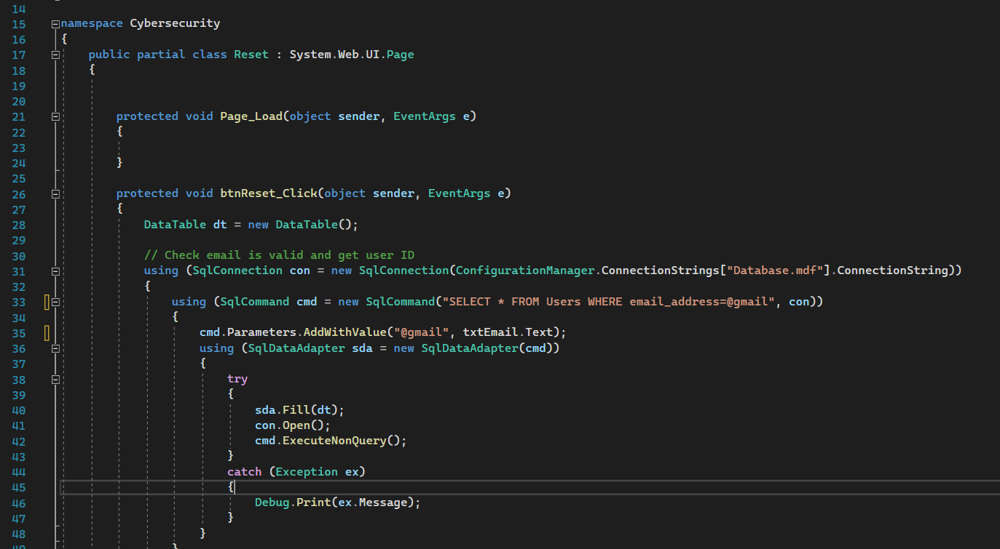 14
15 namespace Cybersecurity
16 {
17 public partial class Reset : System.Web.UI.Page
18 {
19
20
21 protected void Page_Load(object sender, EventArgs e)
22 {
23
24 }
25
26 protected void btnReset_Click(object sender, EventArgs e)
27 {
28 DataTable dt = new DataTable();
29
30 // Check email is valid and get user ID
31 using (SqlConnection con = new SqlConnection(ConfigurationManager.ConnectionStrings["Database.mdf"].ConnectionString))
32 {
33 using (SqlCommand cmd = new SqlCommand("SELECT * FROM Users WHERE email_address=@gmail", con))
34 {
35 cmd.Parameters.AddWithValue("@gmail", txtEmail.Text);
36 using (SqlDataAdapter sda = new SqlDataAdapter(cmd))
37 {
38 try
39 {
40 sda.Fill(dt);
41 con.Open();
42 cmd.ExecuteNonQuery();
43 }
44 catch (Exception ex)
45 {
46 Debug.Print(ex.Message);
47 }
48 }
49 }